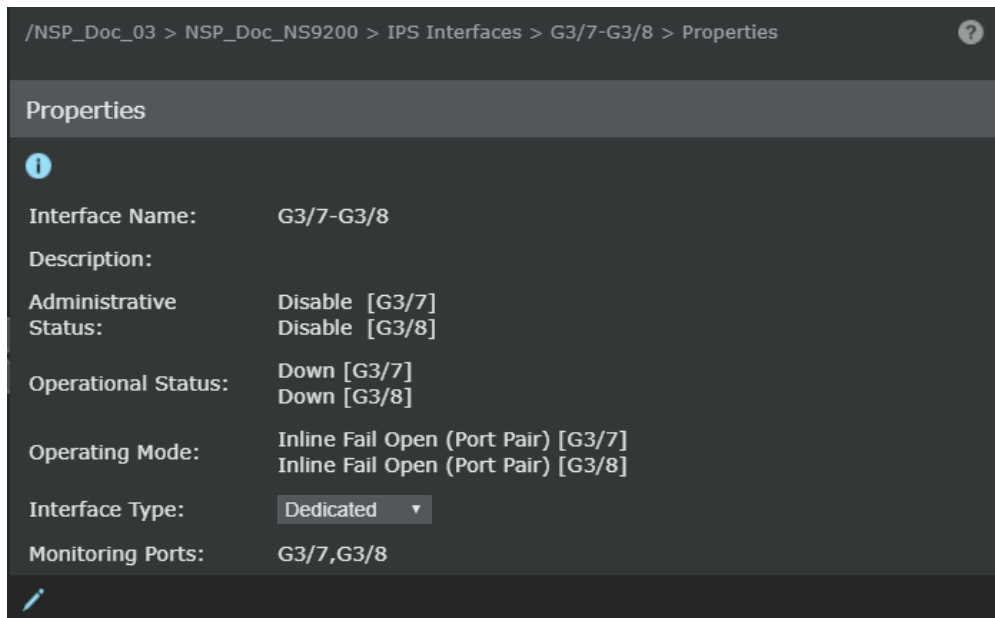 /NSP_Doc_03 > NSP_Doc_NS9200 > IPS Interfaces > G3/7-G3/8 > Properties
?
Properties
i
Interface Name: G3/7-G3/8
Description:
Administrative Status: Disable [G3/7]
Disable [G3/8]
Operational Status: Down [G3/7]
Down [G3/8]
Operating Mode: Inline Fail Open (Port Pair) [G3/7]
Inline Fail Open (Port Pair) [G3/8]
Interface Type: Dedicated
Monitoring Ports: G3/7,G3/8